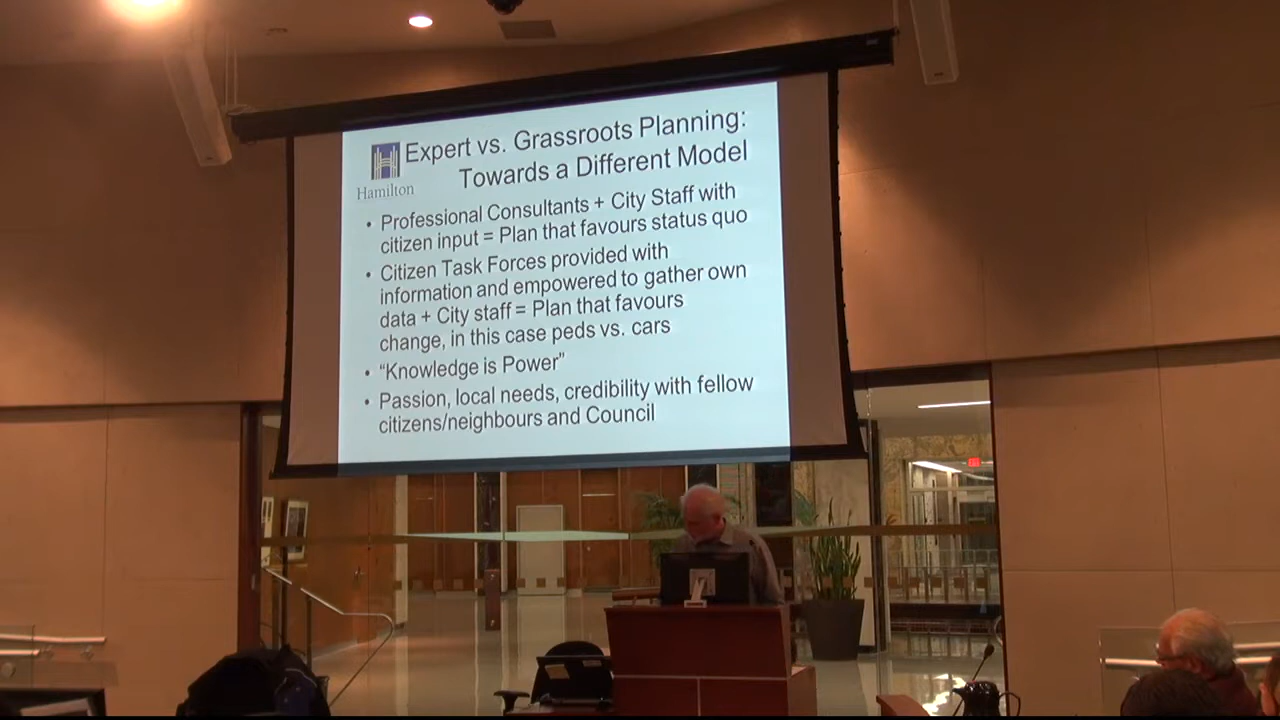 Expert vs. Grassroots Planning:
Towards a Different Model
Hamilton
• Professional Consultants + City Staff with
citizen input = Plan that favours status quo
• Citizen Task Forces provided with
information and empowered to gather own
data + City staff = Plan that favours
change, in this case peds vs. cars
• “Knowledge is Power”
• Passion, local needs, credibility with fellow
citizens/neighbours and Council